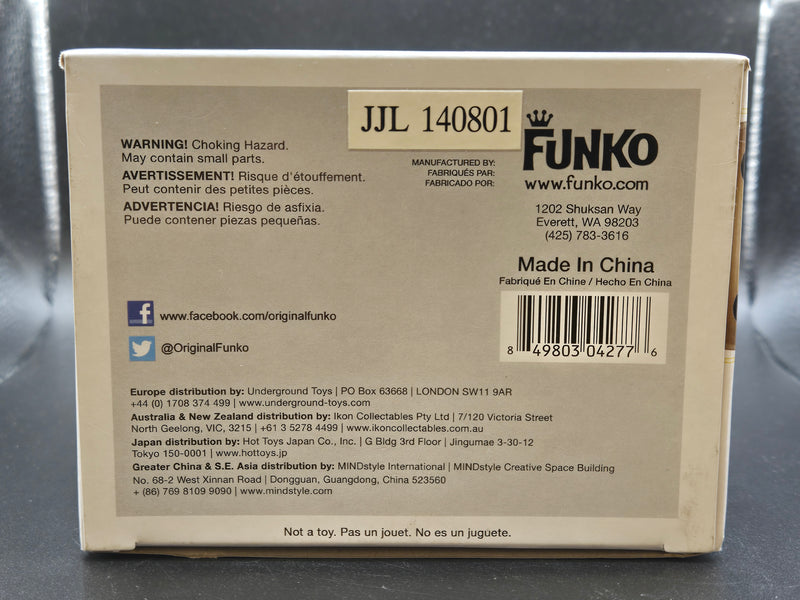 JJL 140801
WARNING! Choking Hazard.
May contain small parts.
AVERTISSEMENT! Risque d'étouffement.
Peut contenir des petites pièces.
ADVERTENCIA! Riesgo de asfixia.
Puede contener piezas pequeñas.
MANUFACTURED BY:
FABRIQUÉS PAR:
FABRICADO POR:
FUNKO
www.funko.com
1202 Shuksan Way
Everett, WA 98203
(425) 783-3616
Made In China
Fabriqué En Chine / Hecho En China
8 49803 04277 6
f www.facebook.com/originalfunko
@OriginalFunko
Europe distribution by: Underground Toys | PO Box 63668 | LONDON SW11 9AR
+44 (0) 1708 374 499 | www.underground-toys.com
Australia & New Zealand distribution by: Ikon Collectables Pty Ltd | 7/120 Victoria Street
North Geelong, VIC, 3215 | +61 3 5278 4499 | www.ikoncollectables.com.au
Japan distribution by: Hot Toys Japan Co., Inc. | G Bldg 3rd Floor | Jingumae 3-30-12
Tokyo 150-0001 | www.hottoys.jp
Greater China & S.E. Asia distribution by: MINDstyle International | MINDstyle Creative Space Building
No. 68-2 West Xinnan Road | Dongguan, Guangdong, China 523560
+ (86) 769 8109 9090 | www.mindstyle.com
Not a toy. Pas un jouet. No es un juguete.